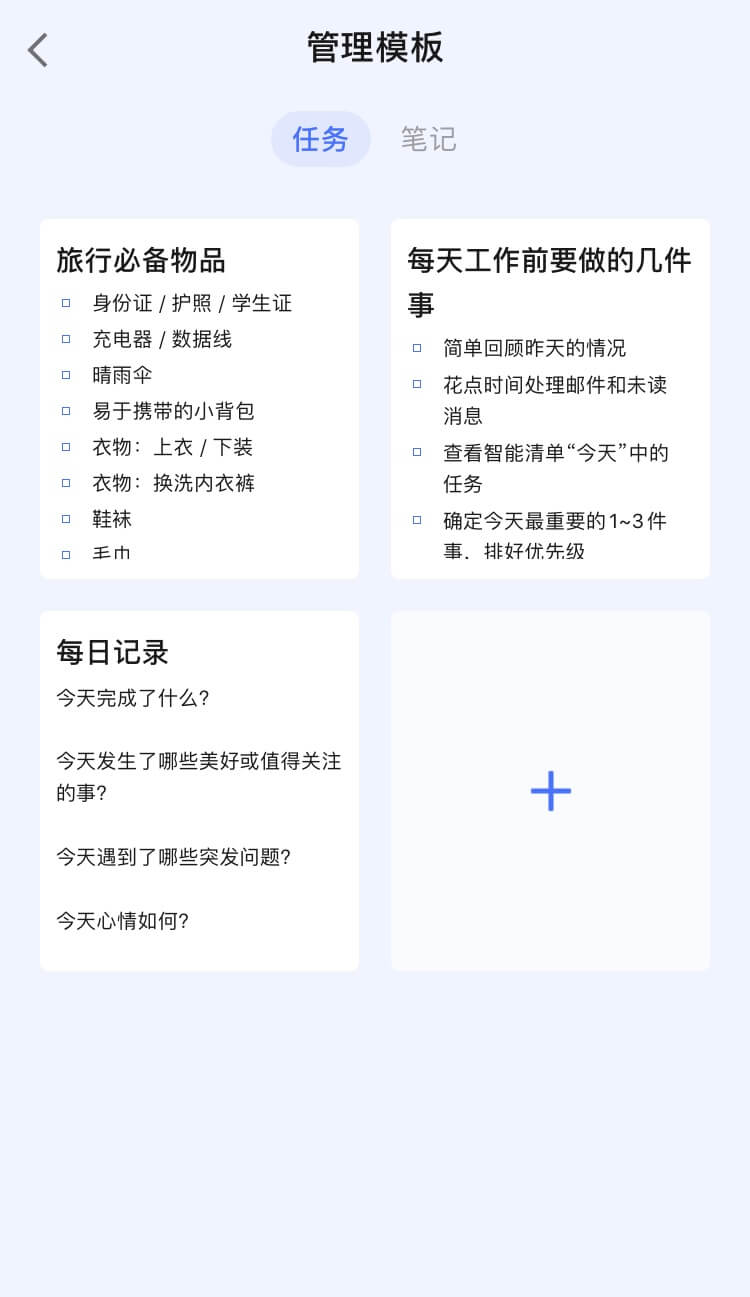 管理模板
任务
笔记
旅行必备物品
身份证 / 护照 / 学生证
充电器 / 数据线
晴雨伞
易于携带的小背包
衣物：上衣 / 下装
衣物：换洗内衣裤
鞋袜
毛巾
每天工作前要做的几件
事
简单回顾昨天的情况
花点时间处理邮件和未读
消息
查看智能清单“今天”中的
任务
确定今天最重要的1~3件
事，排好优先级
每日记录
今天完成了什么?
今天发生了哪些美好或值得关注
的事?
今天遇到了哪些突发问题?
今天心情如何?